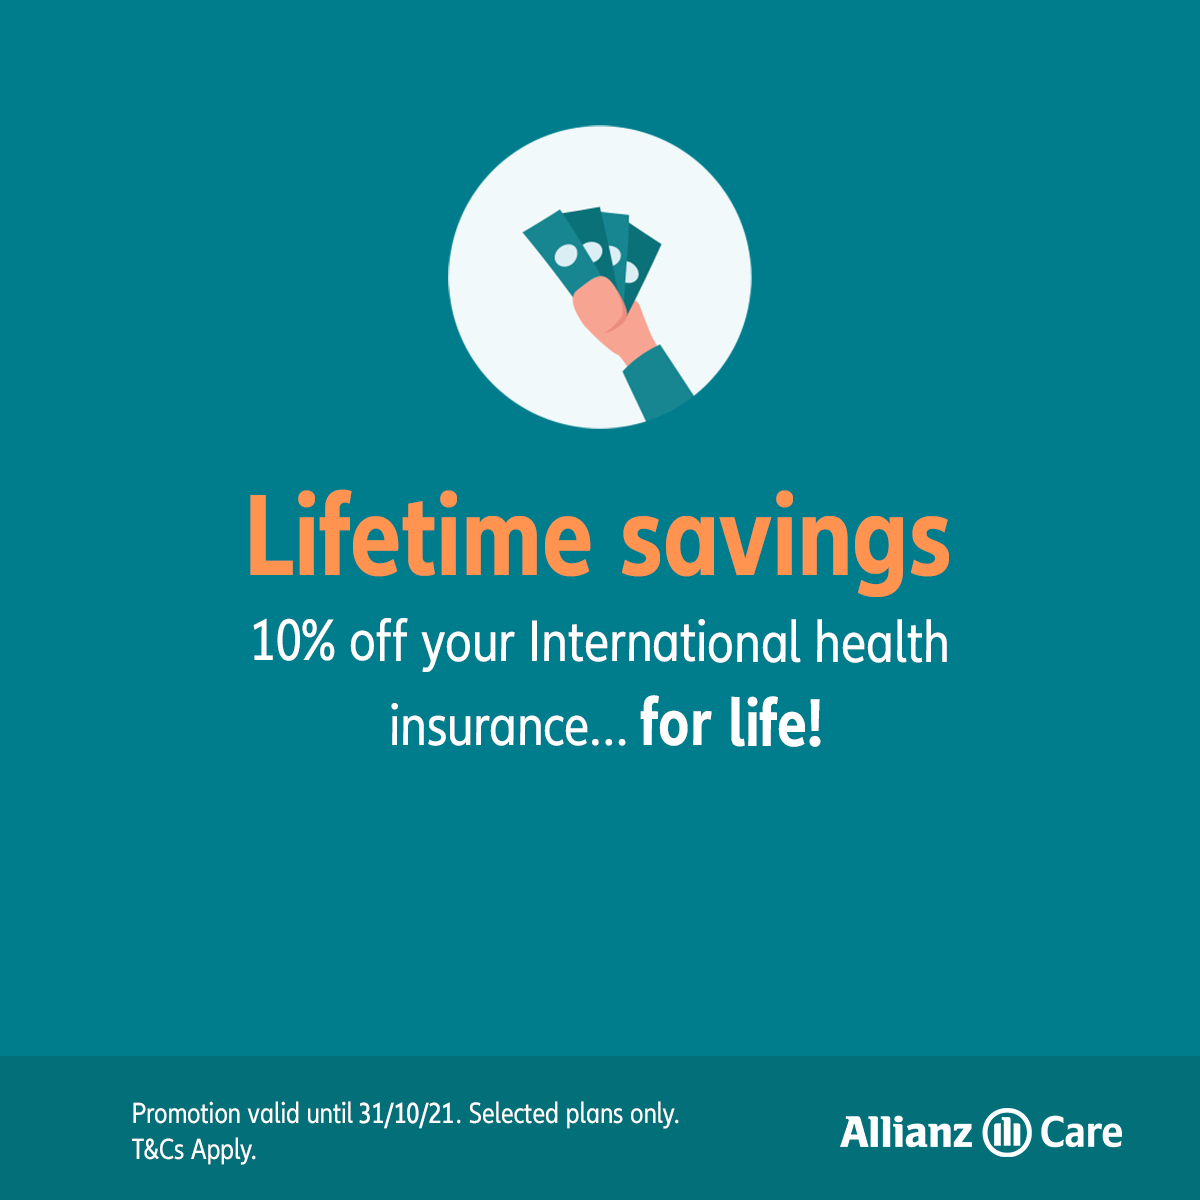 Lifetime savings
10% off your International health
insurance... for life!
Promotion valid until 31/10/21. Selected plans only.
T&Cs Apply.
Allianz Care